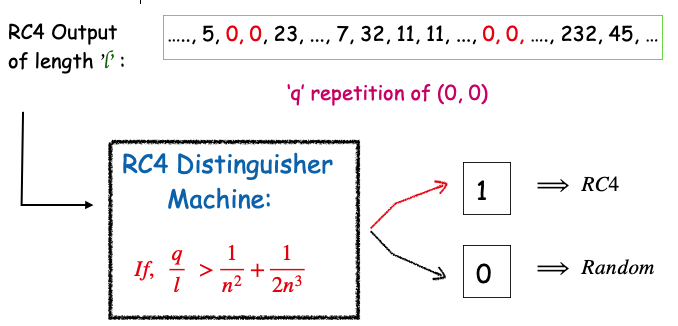 RC4 Output
of length 'l' :
....., 5, 0, 0, 23, ..., 7, 32, 11, 11, ..., 0, 0, ...., 232, 45, ...
'q' repetition of (0, 0)
RC4 Distinguisher
Machine:
If, q/l > 1/n² + 1/2n³
1 ⟹ RC4
0 ⟹ Random